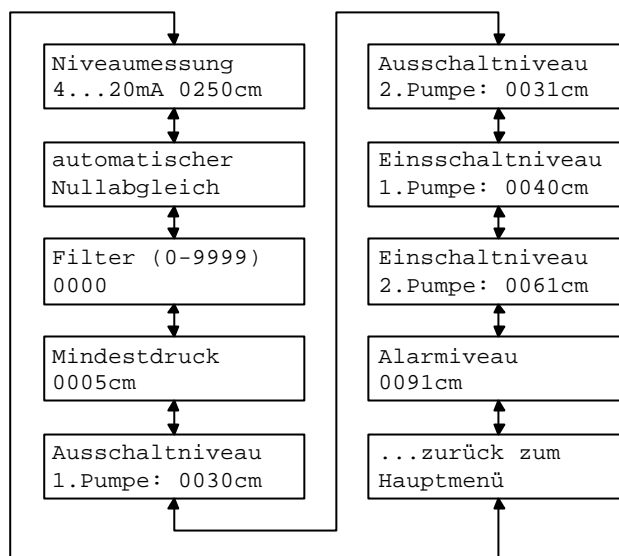 Niveaumessung
4...20mA 0250cm
automatischer
Nullabgleich
Filter (0-9999)
0000
Mindestdruck
0005cm
Ausschaltniveau
1.Pumpe: 0030cm
Ausschaltniveau
2.Pumpe: 0031cm
Einsschaltniveau
1.Pumpe: 0040cm
Einschaltniveau
2.Pumpe: 0061cm
Alarmiveau
0091cm
...zurück zum
Hauptmenü